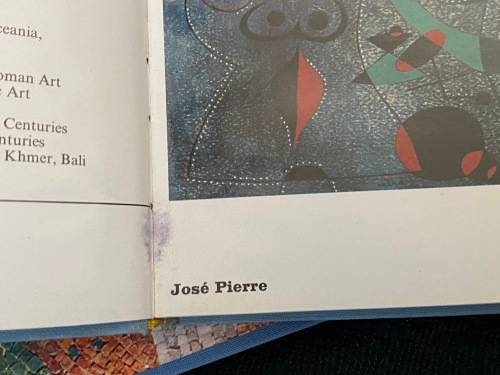 ceania,
oman Art
Art
Centuries
nturies
Khmer, Bali
José Pierre